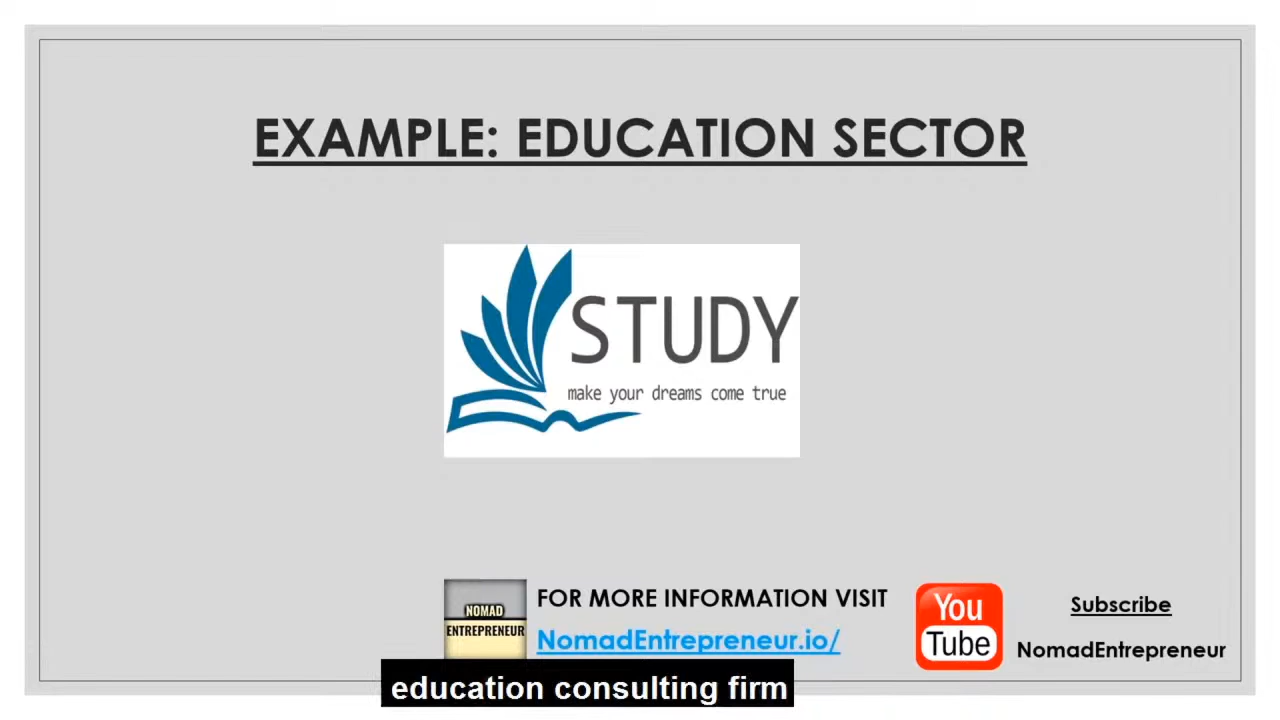 EXAMPLE: EDUCATION SECTOR
STUDY
make your dreams come true
NOMAD
ENTREPRENEUR
FOR MORE INFORMATION VISIT
NomadEntrepreneur.io/
You
Tube
Subscribe
NomadEntrepreneur
education consulting firm